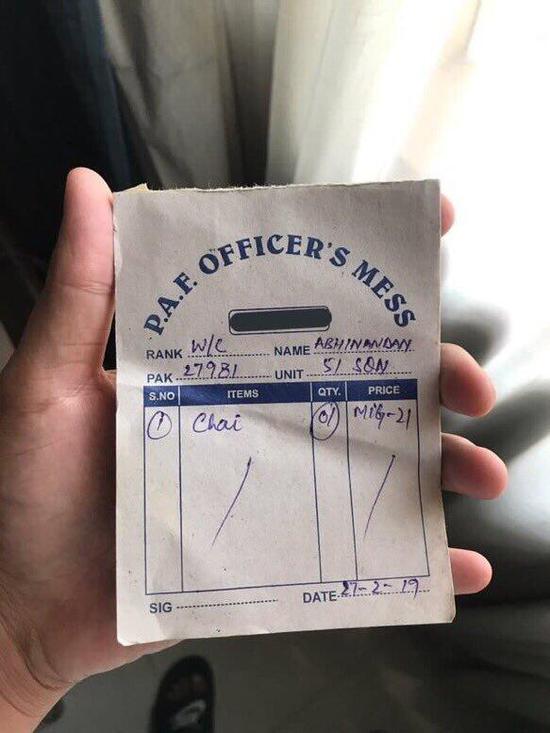 P.A.F. OFFICER'S MESS
RANK W/C NAME ABHINANDAN
PAK 27981 UNIT 51 SQN
S.NO ITEMS QTY. PRICE
1 Chai 01 MIG-21
SIG DATE 27-2-19